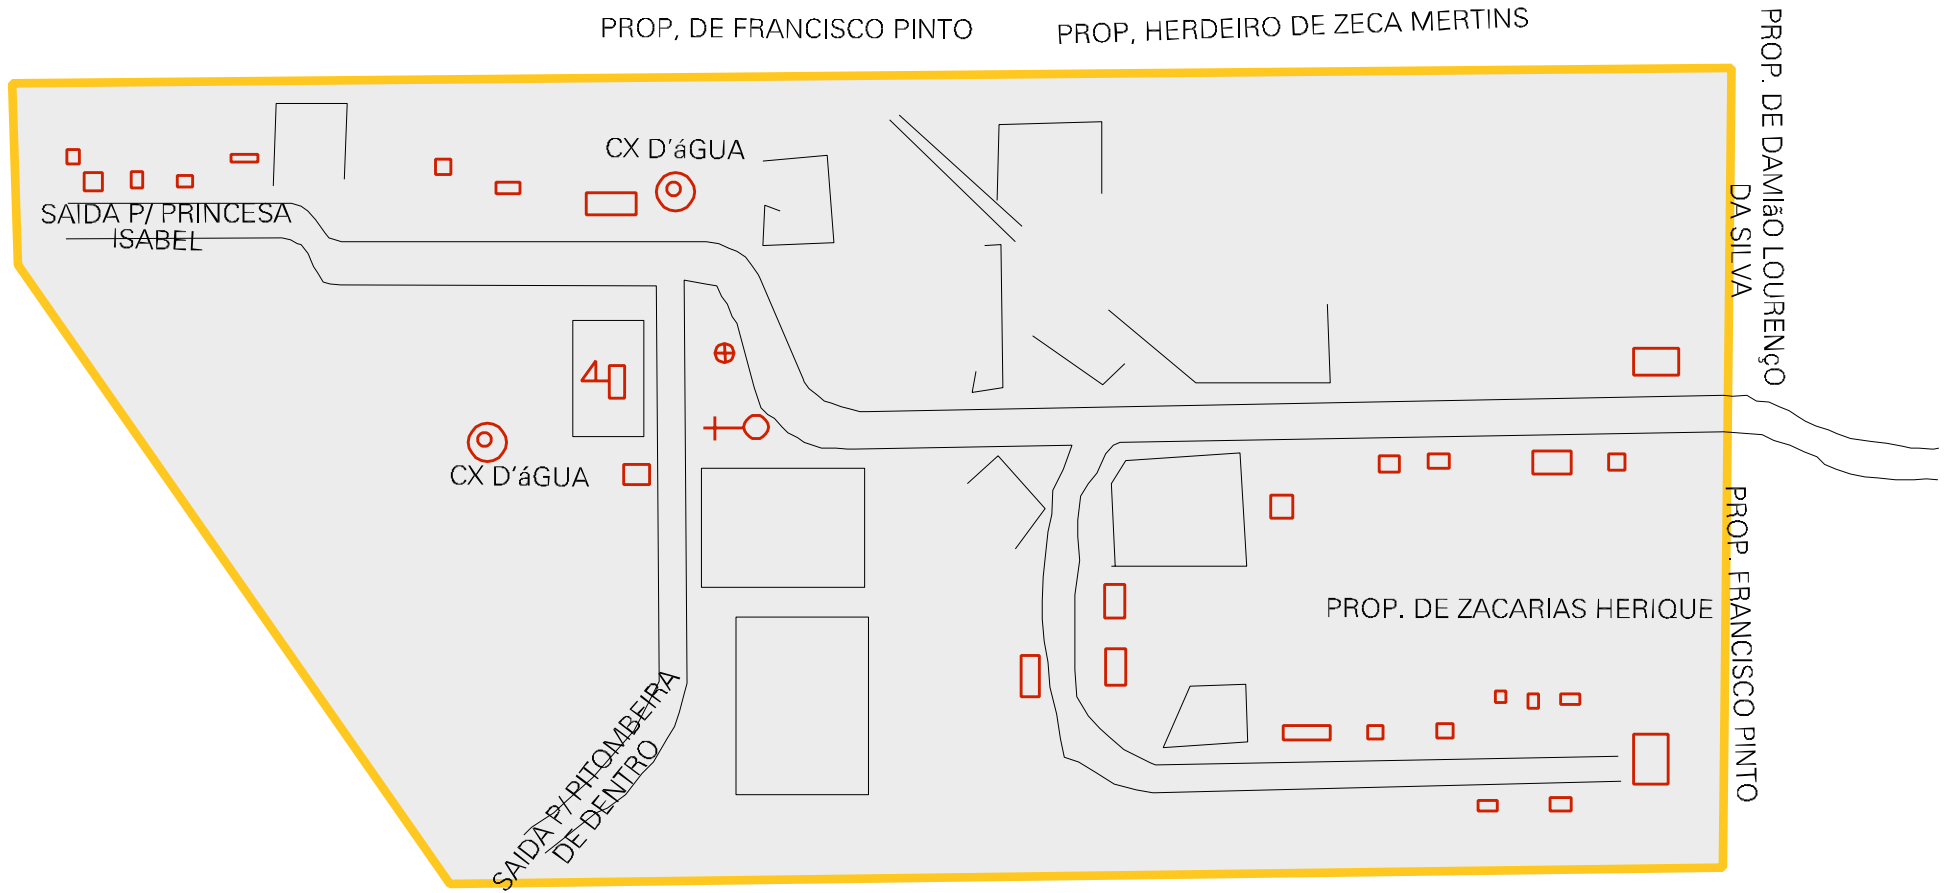 PROP, DE FRANCISCO PINTO
PROP, HERDEIRO DE ZECA MERTINS
PROP. DE DAMIãO LOURENçO
DA SILVA
CX D'áGUA
SAIDA P/ PRINCESA
ISABEL
CX D'áGUA
PROP. FRANCISCO PINTO
PROP. DE ZACARIAS HERIQUE
SAIDA P/ PITOMBEIRA
DE DENTRO